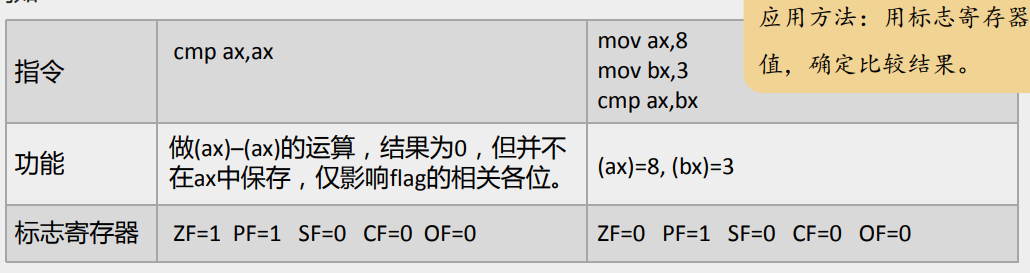 应用方法：用标志寄存器
值，确定比较结果。
指令
cmp ax,ax
mov ax,8
mov bx,3
cmp ax,bx
功能
做(ax)–(ax)的运算，结果为0，但并不
在ax中保存，仅影响flag的相关各位。
(ax)=8, (bx)=3
标志寄存器
ZF=1 PF=1 SF=0 CF=0 OF=0
ZF=0 PF=1 SF=0 CF=0 OF=0